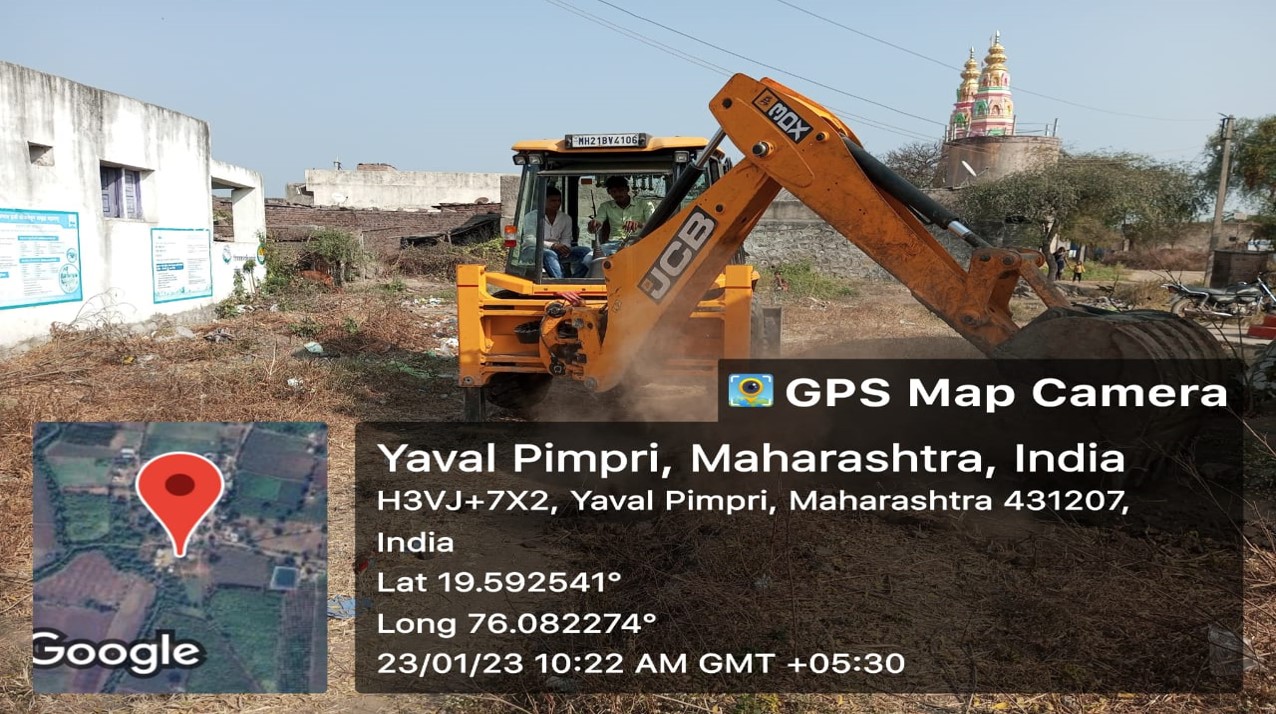 MH21BV4106
3DX
JCB
GPS Map Camera
Yaval Pimpri, Maharashtra, India
H3VJ+7X2, Yaval Pimpri, Maharashtra 431207,
India
Lat 19.592541°
Long 76.082274°
23/01/23 10:22 AM GMT +05:30
Google